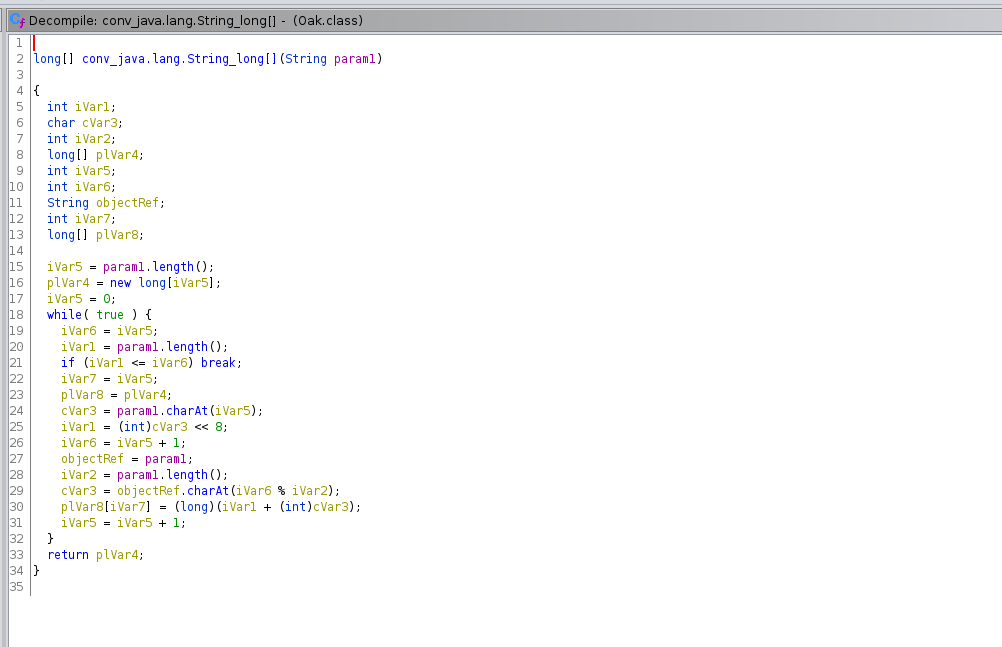 Decompile: conv_java.lang.String_long[] - (Oak.class)
1
2 long[] conv_java.lang.String_long[](String param1)
3
4 {
5   int iVar1;
6   char cVar3;
7   int iVar2;
8   long[] plVar4;
9   int iVar5;
10   int iVar6;
11   String objectRef;
12   int iVar7;
13   long[] plVar8;
14
15   iVar5 = param1.length();
16   plVar4 = new long[iVar5];
17   iVar5 = 0;
18   while( true ) {
19     iVar6 = iVar5;
20     iVar1 = param1.length();
21     if (iVar1 <= iVar6) break;
22     iVar7 = iVar5;
23     plVar8 = plVar4;
24     cVar3 = param1.charAt(iVar5);
25     iVar1 = (int)cVar3 << 8;
26     iVar6 = iVar5 + 1;
27     objectRef = param1;
28     iVar2 = param1.length();
29     cVar3 = objectRef.charAt(iVar6 % iVar2);
30     plVar8[iVar7] = (long)(iVar1 + (int)cVar3);
31     iVar5 = iVar5 + 1;
32   }
33   return plVar4;
34 }
35